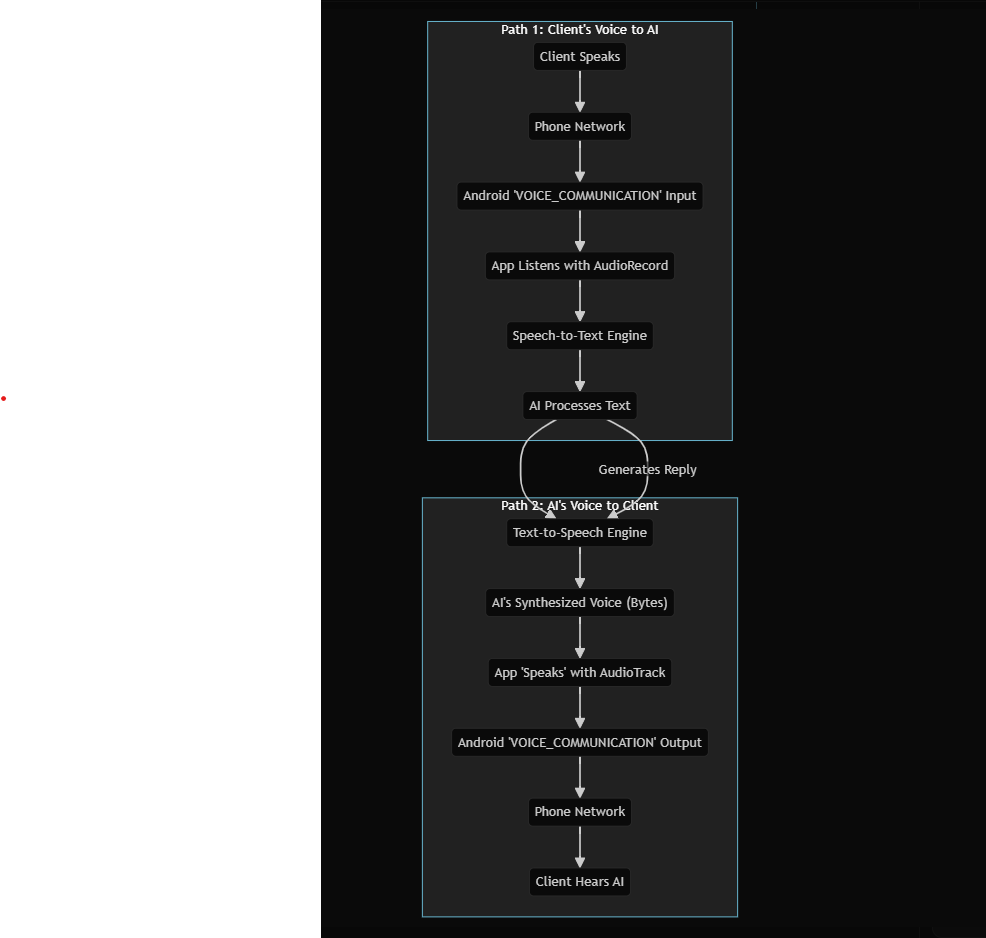 Path 1: Client's Voice to AI
Client Speaks
Phone Network
Android 'VOICE_COMMUNICATION' Input
App Listens with AudioRecord
Speech-to-Text Engine
AI Processes Text
Generates Reply
Path 2: AI's Voice to Client
Text-to-Speech Engine
AI's Synthesized Voice (Bytes)
App 'Speaks' with AudioTrack
Android 'VOICE_COMMUNICATION' Output
Phone Network
Client Hears AI